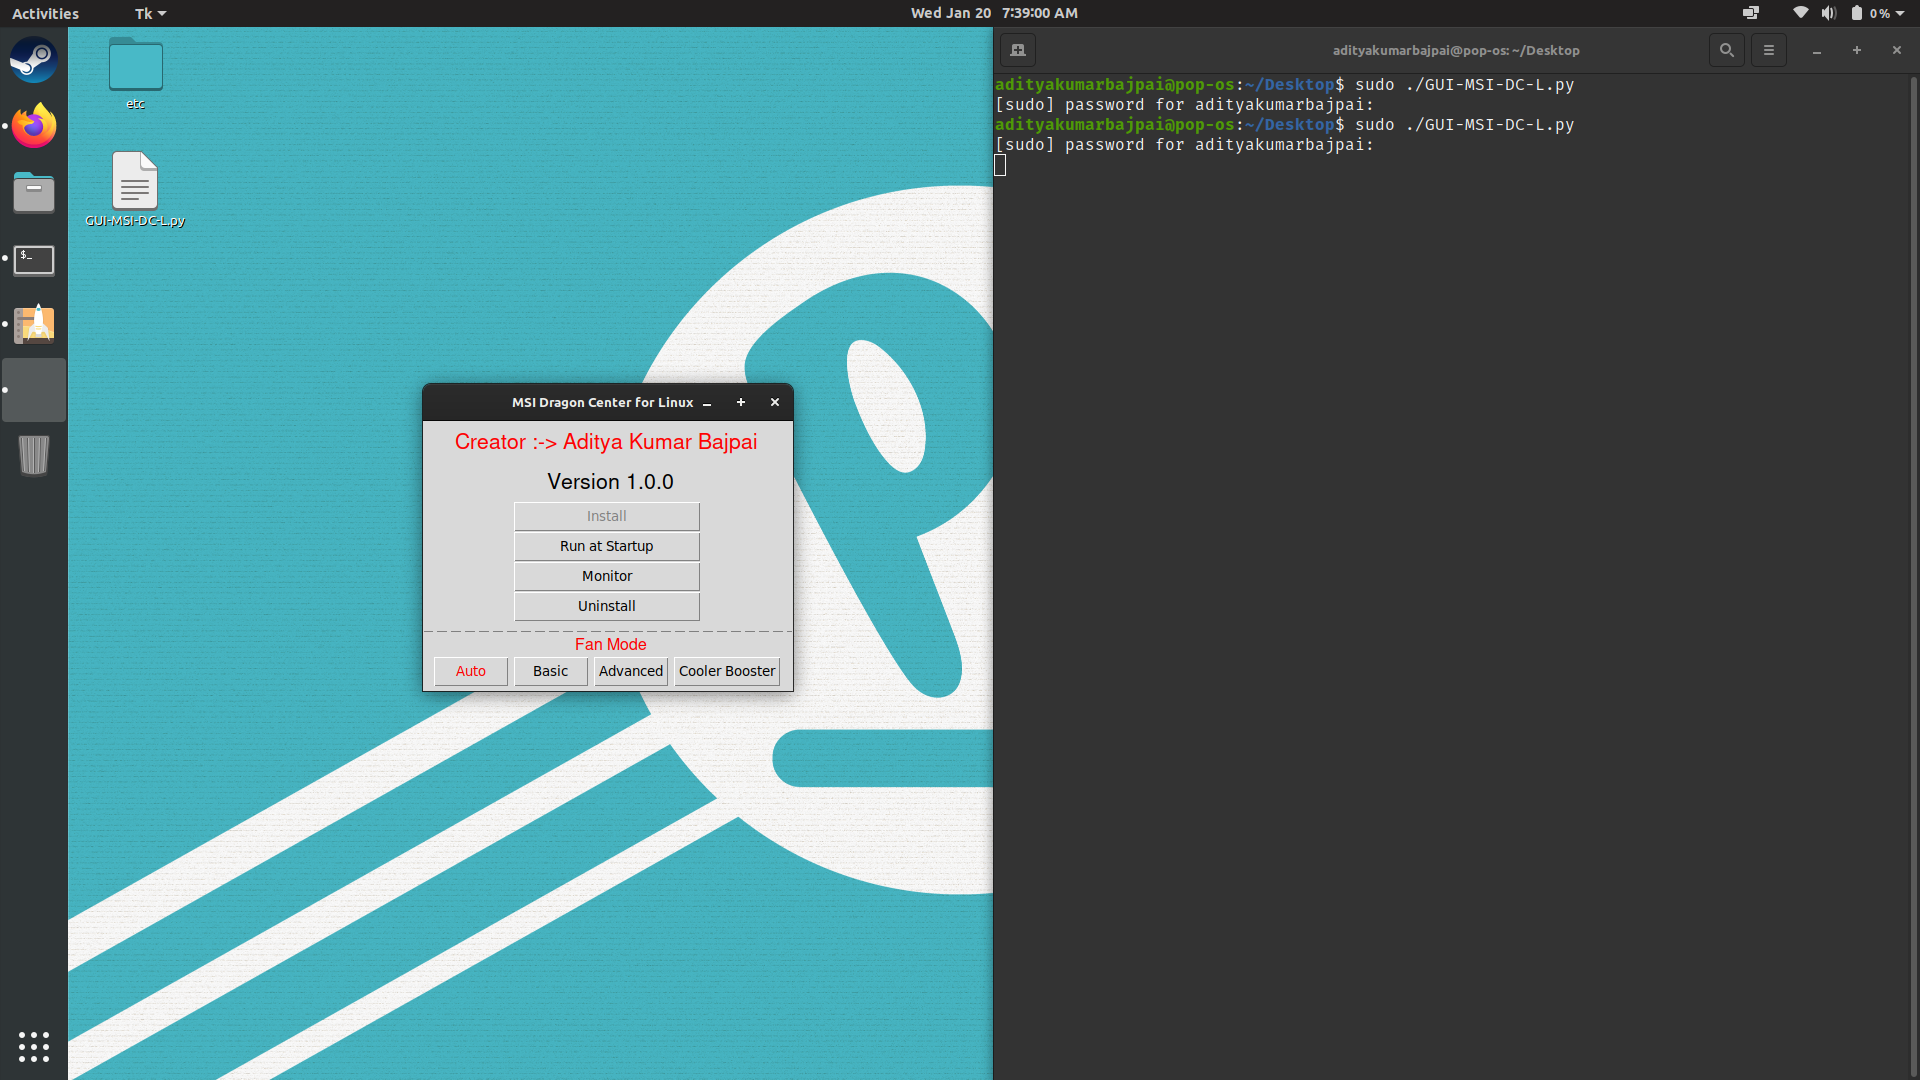 Activities
Tk
Wed Jan 20 7:39:00 AM
0 %
etc
GUI-MSI-DC-L.py
$_
MSI Dragon Center for Linux
Creator :-> Aditya Kumar Bajpai
Version 1.0.0
Install
Run at Startup
Monitor
Uninstall
Fan Mode
Auto Basic Advanced Cooler Booster
adityakumarbajpai@pop-os: ~/Desktop
adityakumarbajpai@pop-os:~/Desktop$ sudo ./GUI-MSI-DC-L.py
[sudo] password for adityakumarbajpai:
adityakumarbajpai@pop-os:~/Desktop$ sudo ./GUI-MSI-DC-L.py
[sudo] password for adityakumarbajpai: